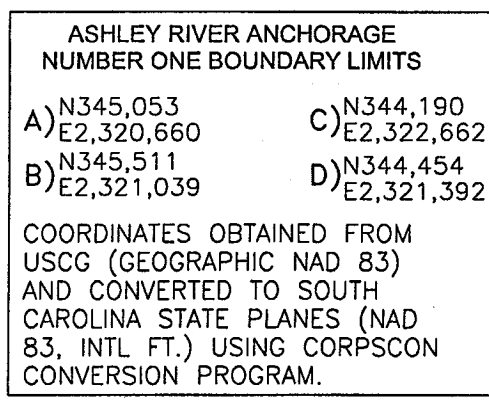 ASHLEY RIVER ANCHORAGE
NUMBER ONE BOUNDARY LIMITS
A) N345,053
E2,320,660
B) N345,511
E2,321,039
C) N344,190
E2,322,662
D) N344,454
E2,321,392
COORDINATES OBTAINED FROM
USCG (GEOGRAPHIC NAD 83)
AND CONVERTED TO SOUTH
CAROLINA STATE PLANES (NAD
83, INTL FT.) USING CORPSCON
CONVERSION PROGRAM.